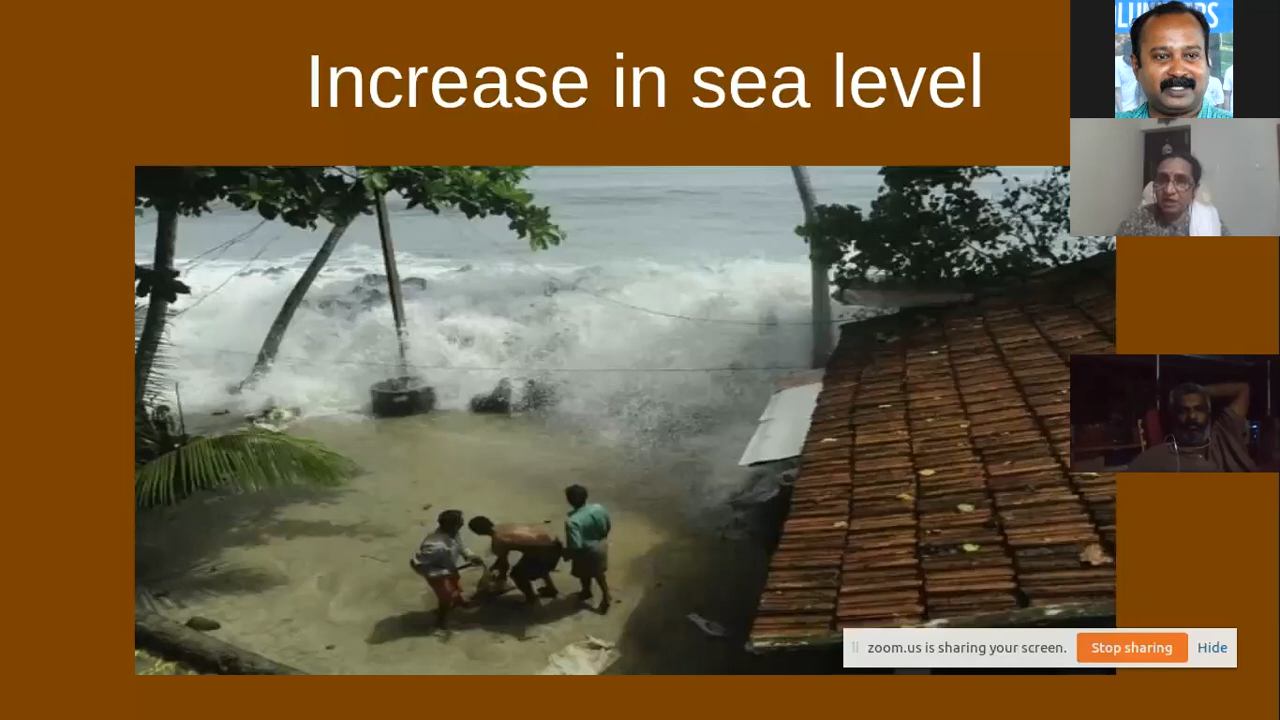 Increase in sea level
zoom.us is sharing your screen.
Stop sharing
Hide